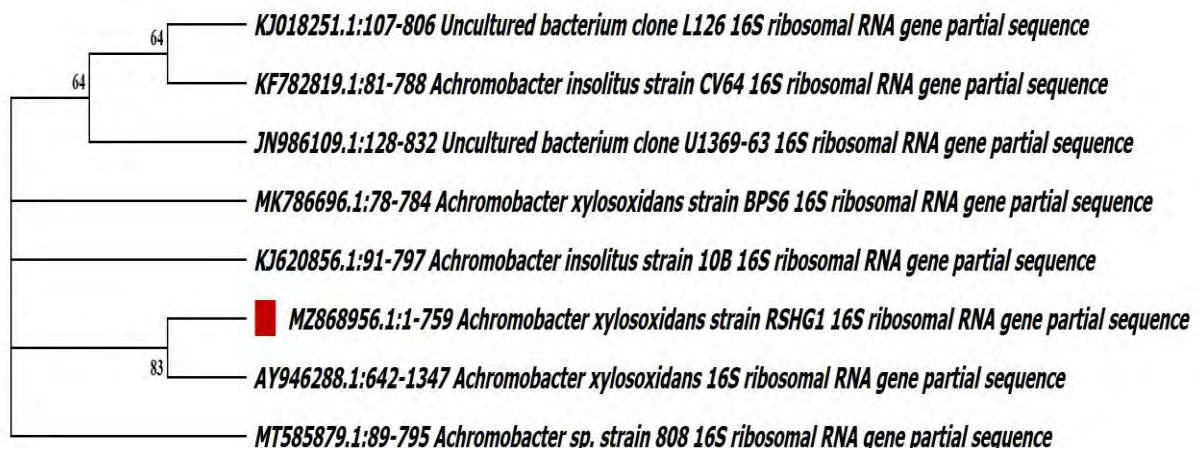 64
KJ018251.1:107-806 Uncultured bacterium clone L126 16S ribosomal RNA gene partial sequence
64
KF782819.1:81-788 Achromobacter insolitus strain CV64 16S ribosomal RNA gene partial sequence
JN986109.1:128-832 Uncultured bacterium clone U1369-63 16S ribosomal RNA gene partial sequence
MK786696.1:78-784 Achromobacter xylosoxidans strain BPS6 16S ribosomal RNA gene partial sequence
KJ620856.1:91-797 Achromobacter insolitus strain 10B 16S ribosomal RNA gene partial sequence
MZ868956.1:1-759 Achromobacter xylosoxidans strain RSHG1 16S ribosomal RNA gene partial sequence
83
AY946288.1:642-1347 Achromobacter xylosoxidans 16S ribosomal RNA gene partial sequence
MT585879.1:89-795 Achromobacter sp. strain 808 16S ribosomal RNA gene partial sequence